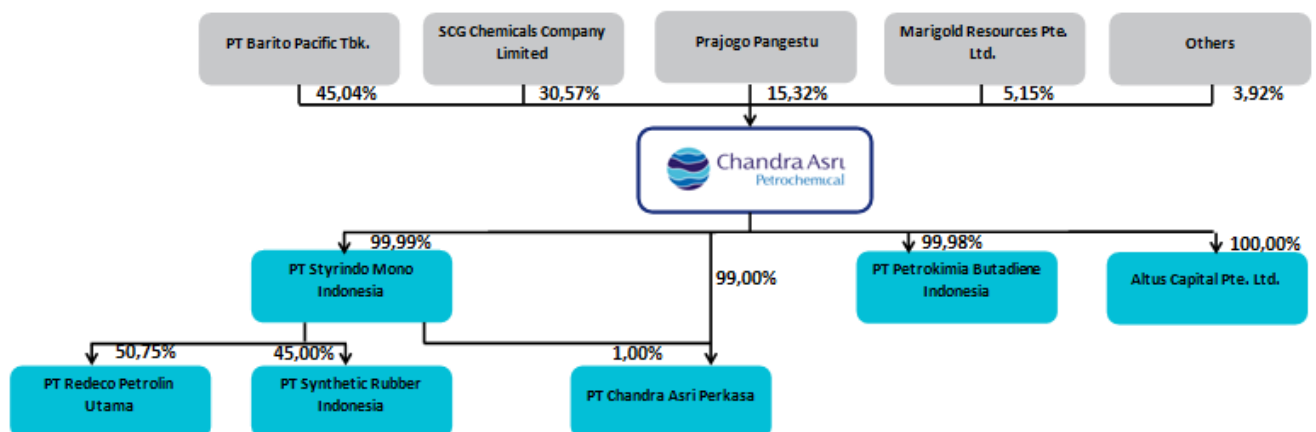 PT Barito Pacific Tbk.
SCG Chemicals Company
Limited
Prajogo Pangestu
Marigold Resources Pte.
Ltd.
Others
45,04%
30,57%
15,32%
5,15%
3,92%
Chandra Asri
Petrochemical
99,99%
99,00%
99,98%
100,00%
PT Styrindo Mono
Indonesia
PT Petrokimia Butadiene
Indonesia
Altus Capital Pte. Ltd.
50,75%
45,00%
1,00%
PT Redeco Petrolin
Utama
PT Synthetic Rubber
Indonesia
PT Chandra Asri Perkasa